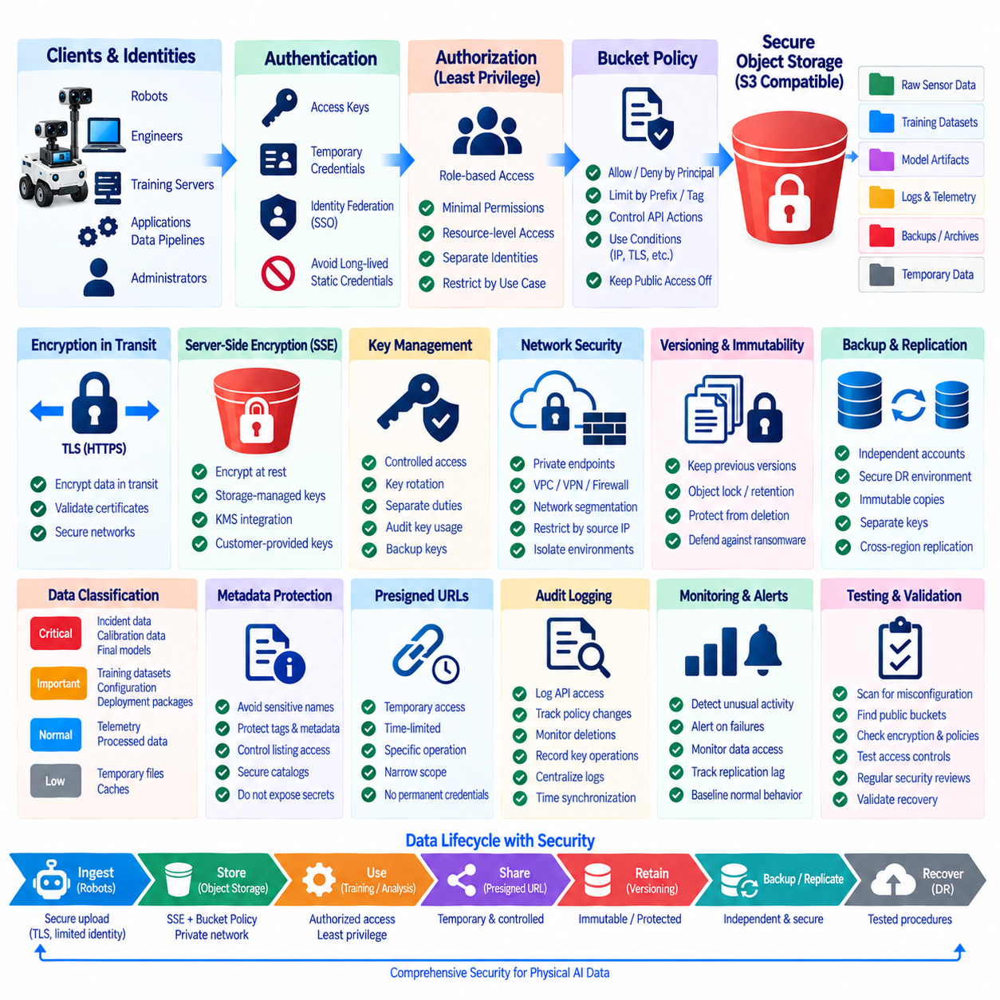 Clients & Identities
Robots
Engineers
Training Servers
Applications
Data Pipelines
Administrators
Authentication
Access Keys
Temporary
Credentials
Identity Federation
(SSO)
Avoid Long-lived
Static Credentials
Authorization
(Least Privilege)
Role-based Access
Minimal Permissions
Resource-level Access
Separate Identities
Restrict by Use Case
Bucket Policy
Allow / Deny by Principal
Limit by Prefix / Tag
Control API Actions
Use Conditions
(IP, TLS, etc.)
Keep Public Access Off
Secure
Object Storage
(S3 Compatible)
Raw Sensor Data
Training Datasets
Model Artifacts
Logs & Telemetry
Backups / Archives
Temporary Data
Encryption in Transit
TLS (HTTPS)
Encrypt data in transit
Validate certificates
Secure networks
Server-Side Encryption (SSE)
Encrypt at rest
Storage-managed keys
KMS integration
Customer-provided keys
Key Management
Controlled access
Key rotation
Separate duties
Audit key usage
Backup keys
Network Security
Private endpoints
VPC / VPN / Firewall
Network segmentation
Restrict by source IP
Isolate environments
Versioning & Immutability
Keep previous versions
Object lock / retention
Protect from deletion
Defend against ransomware
Backup & Replication
Independent accounts
Secure DR environment
Immutable copies
Separate keys
Cross-region replication
Data Classification
Critical
Incident data
Calibration data
Final models
Important
Training datasets
Configuration
Deployment packages
Normal
Telemetry
Processed data
Low
Temporary files
Caches
Metadata Protection
Avoid sensitive names
Protect tags & metadata
Control listing access
Secure catalogs
Do not expose secrets
Presigned URLs
Temporary access
Time-limited
Specific operation
Narrow scope
No permanent credentials
Audit Logging
Log API access
Track policy changes
Monitor deletions
Record key operations
Centralize logs
Time synchronization
Monitoring & Alerts
Detect unusual activity
Alert on failures
Monitor data access
Track replication lag
Baseline normal behavior
Testing & Validation
Scan for misconfiguration
Find public buckets
Check encryption & policies
Test access controls
Regular security reviews
Validate recovery
Data Lifecycle with Security
Ingest
(Robots)
Store
(Object Storage)
Use
(Training / Analysis)
Share
(Presigned URL)
Retain
(Versioning)
Backup / Replicate
Recover
(DR)
Secure upload
(TLS, limited identity)
SSE + Bucket Policy
Private network
Authorized access
Least privilege
Temporary & controlled
Immutable / Protected
Independent & secure
Tested procedures
Comprehensive Security for Physical AI Data